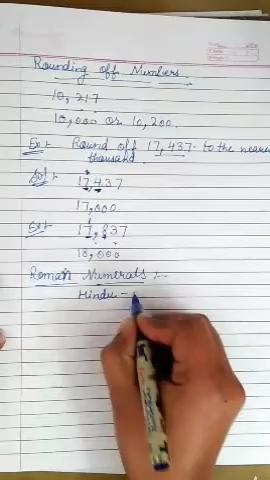 Rounding off Numbers.
10,217
10,000 or 10,200.
Ex:- Round off 17,437 to the nearest
thousand.
Sol:- 17,437
17,000
Ex:- 17,837
18,000
Roman Numerals :-
Hindu -